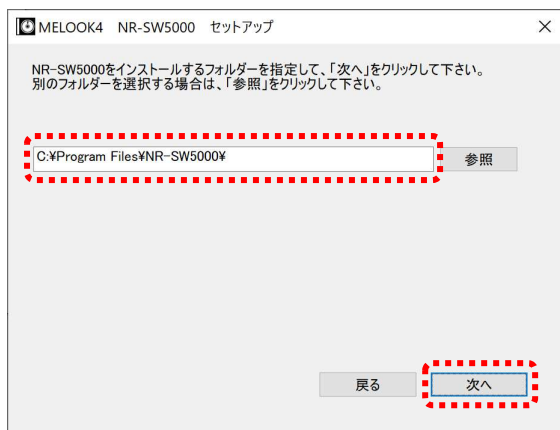 MELOOK4 NR-SW5000 セットアップ
NR-SW5000をインストールするフォルダーを指定して、「次へ」をクリックして下さい。
別のフォルダーを選択する場合は、「参照」をクリックして下さい。
C:¥Program Files¥NR-SW5000¥
参照
戻る
次へ